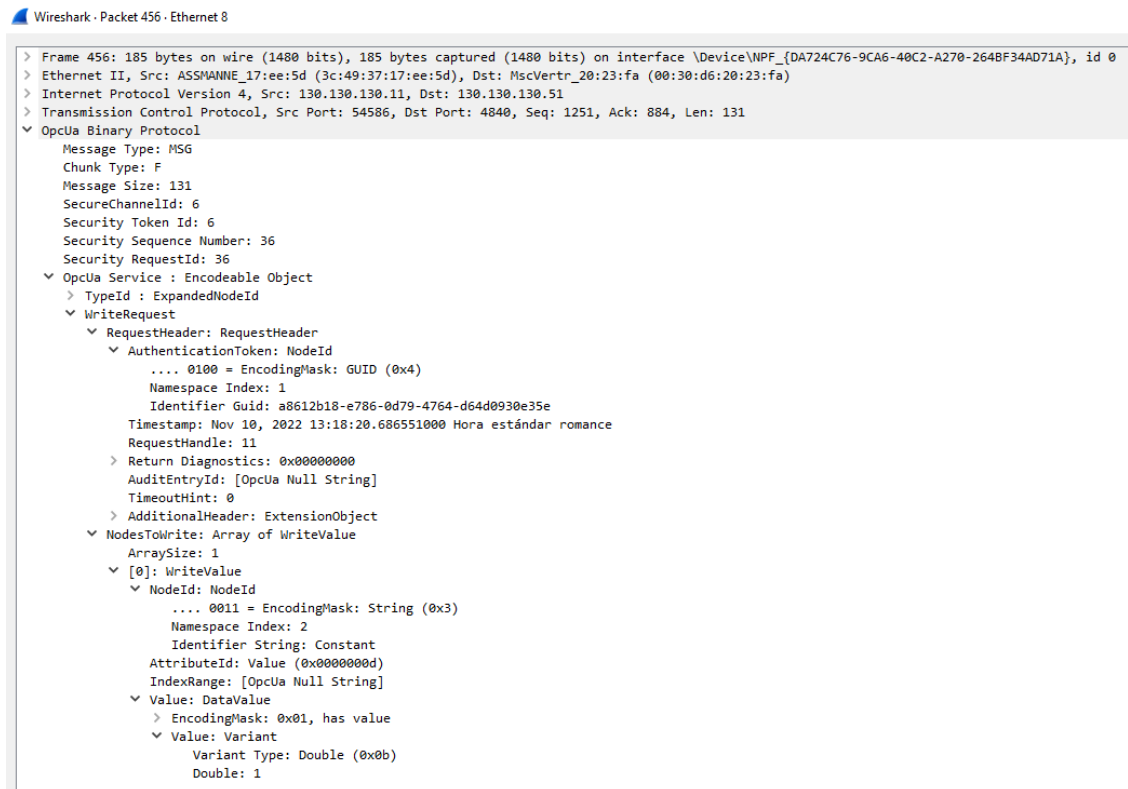 Wireshark · Packet 456 · Ethernet 8
Frame 456: 185 bytes on wire (1480 bits), 185 bytes captured (1480 bits) on interface \Device\NPF_{DA724C76-9CA6-40C2-A270-264BF34AD71A}, id 0
Ethernet II, Src: ASSMANNE_17:ee:5d (3c:49:37:17:ee:5d), Dst: MscVertr_20:23:fa (00:30:d6:20:23:fa)
Internet Protocol Version 4, Src: 130.130.130.11, Dst: 130.130.130.51
Transmission Control Protocol, Src Port: 54586, Dst Port: 4840, Seq: 1251, Ack: 884, Len: 131
OpcUa Binary Protocol
Message Type: MSG
Chunk Type: F
Message Size: 131
SecureChannelId: 6
Security Token Id: 6
Security Sequence Number: 36
Security RequestId: 36
OpcUa Service : Encodeable Object
TypeId : ExpandedNodeId
WriteRequest
RequestHeader: RequestHeader
AuthenticationToken: NodeId
.... 0100 = EncodingMask: GUID (0x4)
Namespace Index: 1
Identifier Guid: a8612b18-e786-0d79-4764-d64d0930e35e
Timestamp: Nov 10, 2022 13:18:20.686551000 Hora estándar romance
RequestHandle: 11
Return Diagnostics: 0x00000000
AuditEntryId: [OpcUa Null String]
TimeoutHint: 0
AdditionalHeader: ExtensionObject
NodesToWrite: Array of WriteValue
ArraySize: 1
[0]: WriteValue
NodeId: NodeId
.... 0011 = EncodingMask: String (0x3)
Namespace Index: 2
Identifier String: Constant
AttributeId: Value (0x0000000d)
IndexRange: [OpcUa Null String]
Value: DataValue
EncodingMask: 0x01, has value
Value: Variant
Variant Type: Double (0x0b)
Double: 1